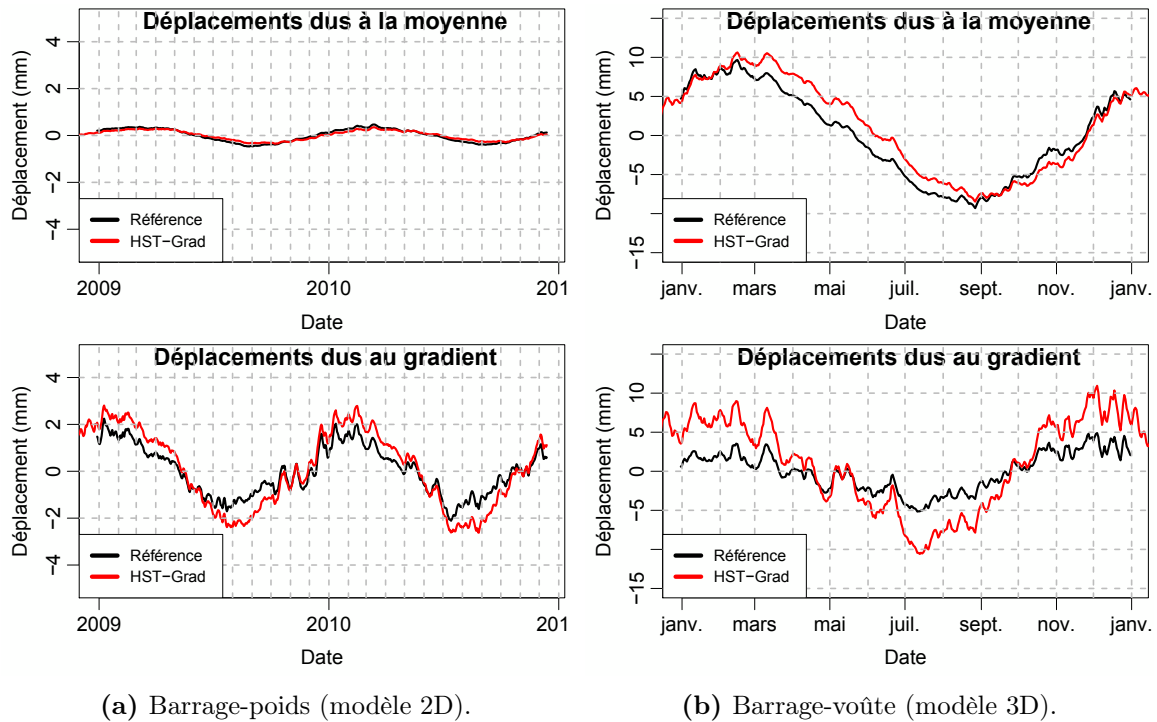 Déplacements dus à la moyenne
Déplacement (mm)
4
2
0
−2
−4
Référence
HST−Grad
2009
2010
201
Date
Déplacements dus à la moyenne
Déplacement (mm)
10
5
0
−5
−15
Référence
HST−Grad
janv.
mars
mai
juil.
sept.
nov.
janv.
Date
Déplacements dus au gradient
Déplacement (mm)
4
2
0
−2
−4
Référence
HST−Grad
2009
2010
201
Date
Déplacements dus au gradient
Déplacement (mm)
10
5
0
−5
−15
Référence
HST−Grad
janv.
mars
mai
juil.
sept.
nov.
janv.
Date
(a) Barrage-poids (modèle 2D).
(b) Barrage-voûte (modèle 3D).